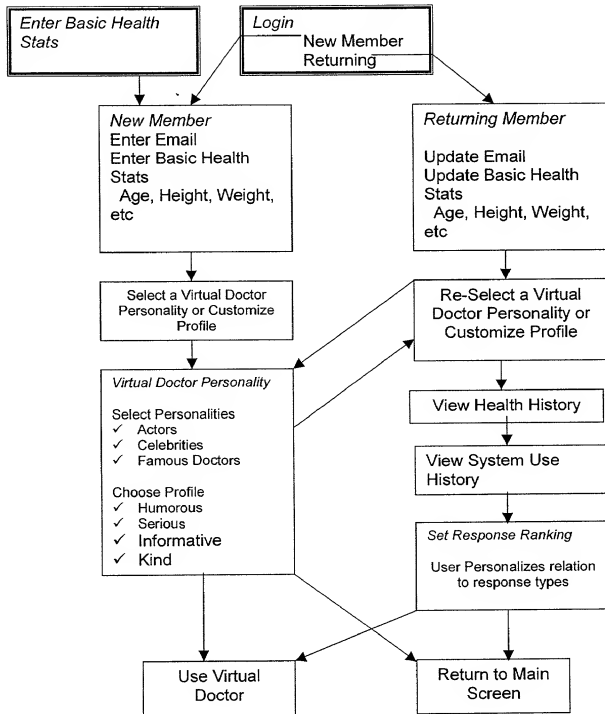 Enter Basic Health
Stats
Login
New Member
Returning
New Member
Enter Email
Enter Basic Health
Stats
Age, Height, Weight,
etc
Returning Member
Update Email
Update Basic Health
Stats
Age, Height, Weight,
etc
Select a Virtual Doctor
Personality or Customize
Profile
Re-Select a Virtual
Doctor Personality or
Customize Profile
Virtual Doctor Personality
Select Personalities
✓ Actors
✓ Celebrities
✓ Famous Doctors
Choose Profile
✓ Humorous
✓ Serious
✓ Informative
✓ Kind
View Health History
View System Use
History
Set Response Ranking
User Personalizes relation
to response types
Use Virtual
Doctor
Return to Main
Screen